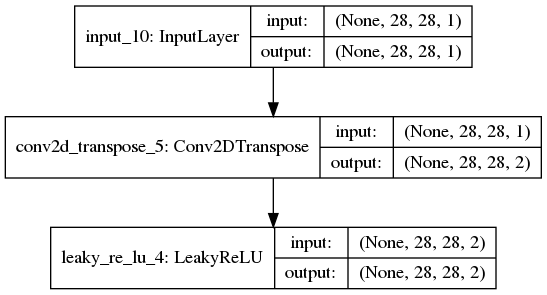 input_10: InputLayer
input: (None, 28, 28, 1)
output: (None, 28, 28, 1)
conv2d_transpose_5: Conv2DTranspose
input: (None, 28, 28, 1)
output: (None, 28, 28, 2)
leaky_re_lu_4: LeakyReLU
input: (None, 28, 28, 2)
output: (None, 28, 28, 2)